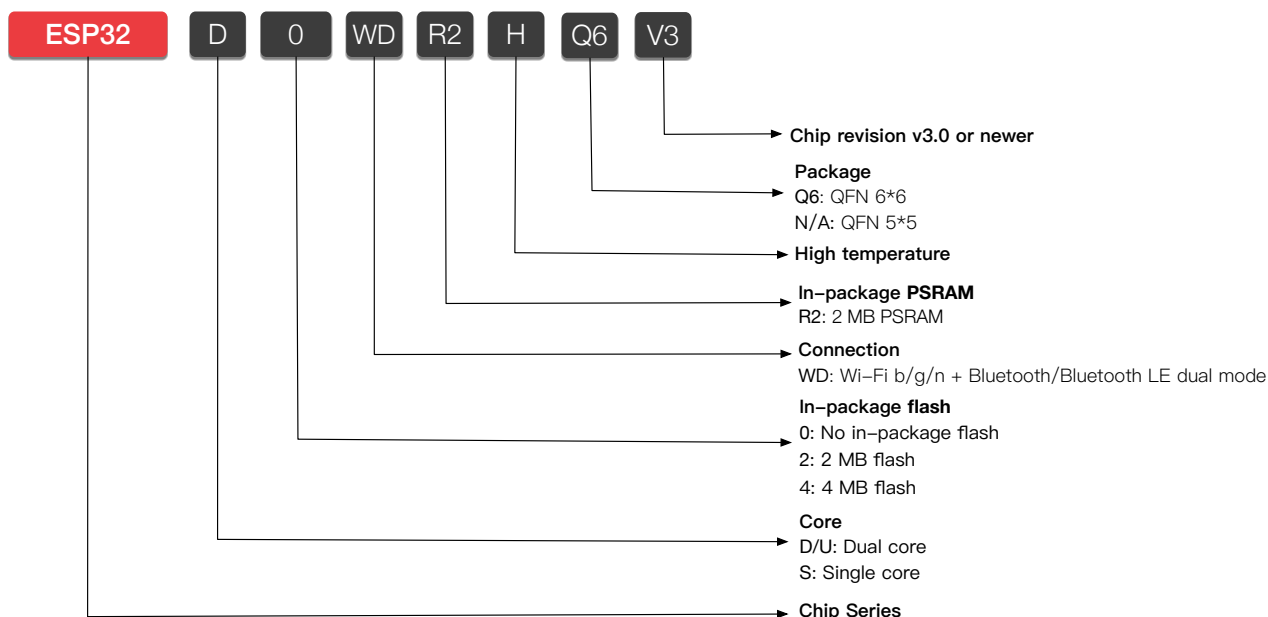 ESP32 D 0 WD R2 H Q6 V3
Chip revision v3.0 or newer
Package
Q6: QFN 6*6
N/A: QFN 5*5
High temperature
In-package PSRAM
R2: 2 MB PSRAM
Connection
WD: Wi-Fi b/g/n + Bluetooth/Bluetooth LE dual mode
In-package flash
0: No in-package flash
2: 2 MB flash
4: 4 MB flash
Core
D/U: Dual core
S: Single core
Chip Series